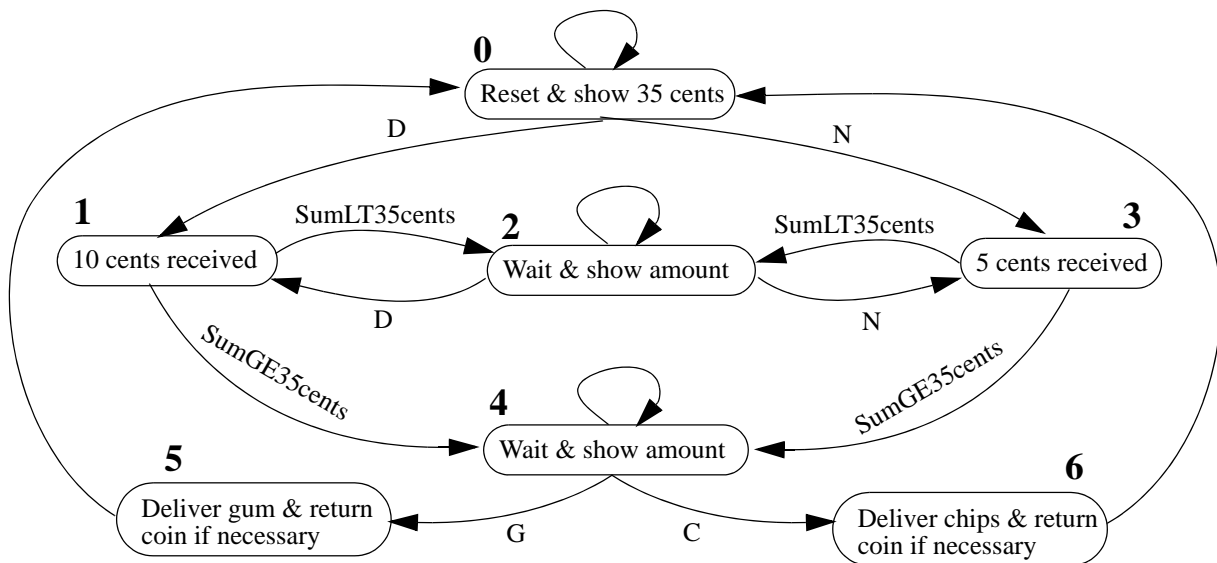 0
Reset & show 35 cents
D
N
1
SumLT35cents
2
SumLT35cents
3
10 cents received
Wait & show amount
5 cents received
D
N
SumGE35cents
4
SumGE35cents
Wait & show amount
5
6
Deliver gum & return
coin if necessary
G
C
Deliver chips & return
coin if necessary